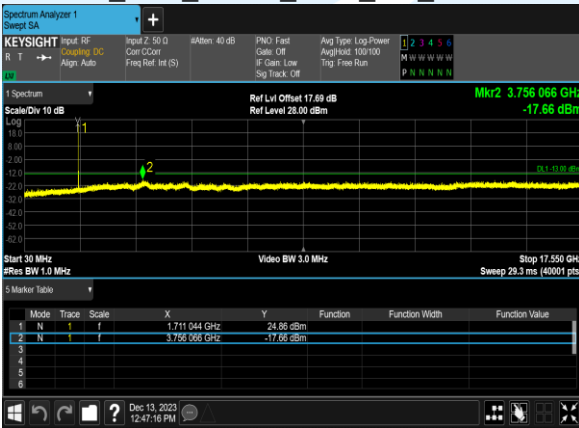 Spectrum Analyzer 1
Swept SA
+
KEYSIGHT Input: RF Input Z: 50 Ω #Atten: 40 dB PNO: Fast Avg Type: Log-Power 1 2 3 4 5 6
R T Coupling: DC Corr CCorr Gate: Off Avg|Hold: 100/100 M W W W W W
Align: Auto Freq Ref: Int (S) IF Gain: Low Trig: Free Run
LXI Sig Track: Off P N N N N N
1 Spectrum Ref Lvl Offset 17.69 dB Mkr2 3.756 066 GHz
Scale/Div 10 dB Ref Level 28.00 dBm -17.66 dBm
Log
18.0 1
8.00
-2.00
-12.0 2 DL1 -13.00 dBm
-22.0
-32.0
-42.0
-52.0
-62.0
Start 30 MHz Video BW 3.0 MHz Stop 17.550 GHz
#Res BW 1.0 MHz Sweep 29.3 ms (40001 pts
5 Marker Table
Mode Trace Scale X Y Function Function Width Function Value
1 N 1 f 1.711 044 GHz 24.86 dBm
2 N 1 f 3.756 066 GHz -17.66 dBm
3
4
5
6
? Dec 13, 2023
12:47:16 PM